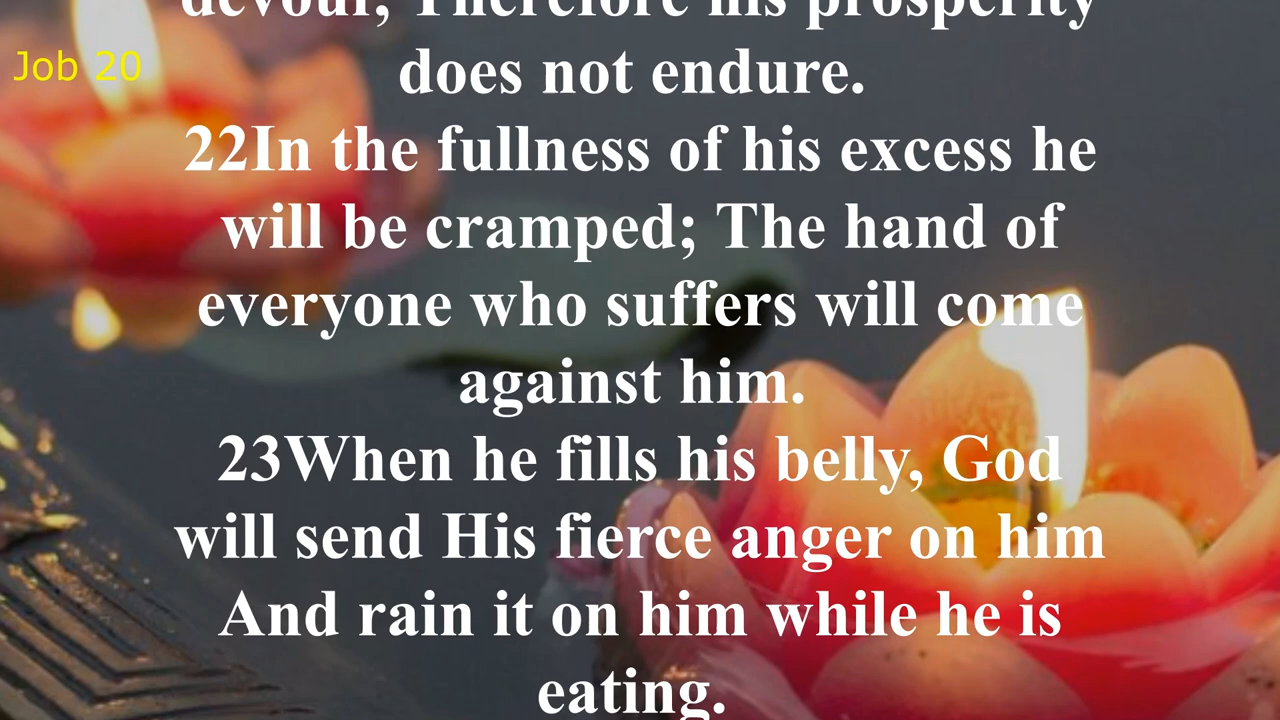 devour; Therefore his prosperity
Job 20
does not endure.
22In the fullness of his excess he
will be cramped; The hand of
everyone who suffers will come
against him.
23When he fills his belly, God
will send His fierce anger on him
And rain it on him while he is
eating.